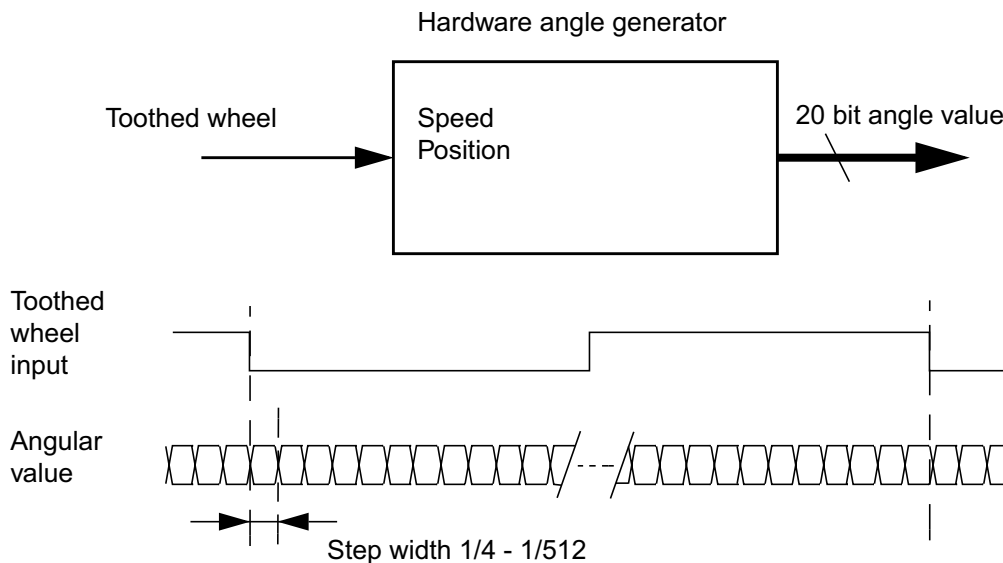 Hardware angle generator
Toothed wheel
Speed
Position
20 bit angle value
Toothed
wheel
input
Angular
value
Step width 1/4 - 1/512